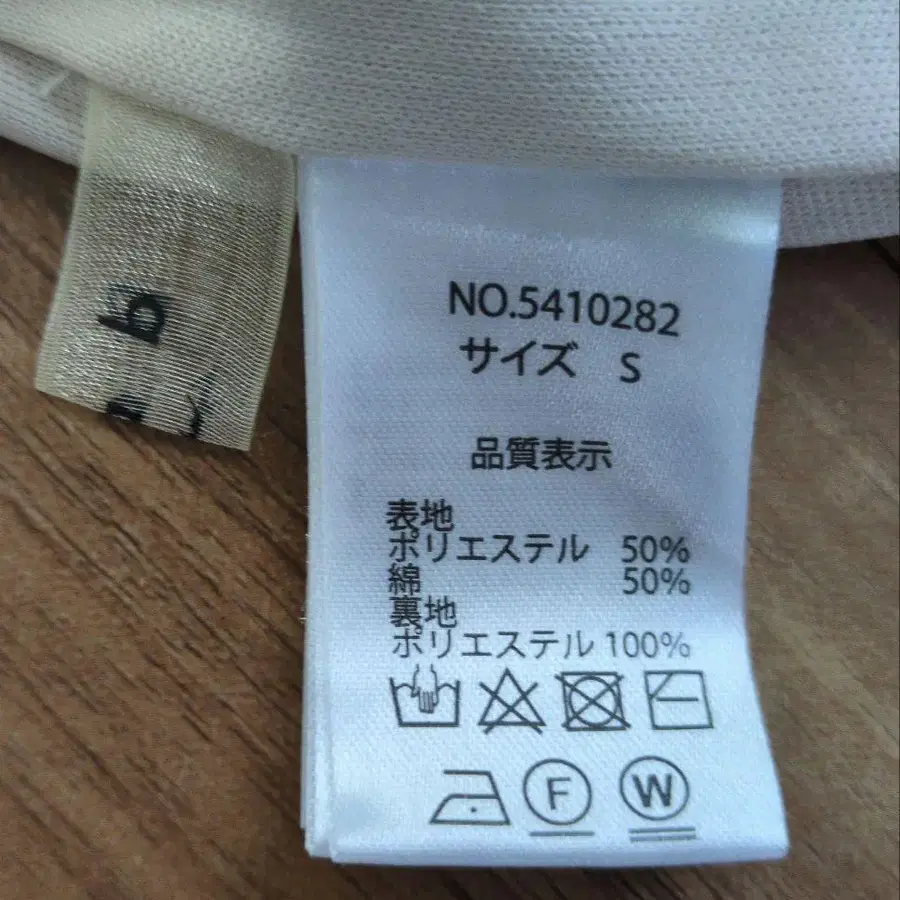 NO.5410282
サイズ S
品質表示
表地
ポリエステル 50%
綿 50%
裏地
ポリエステル 100%
F W
b